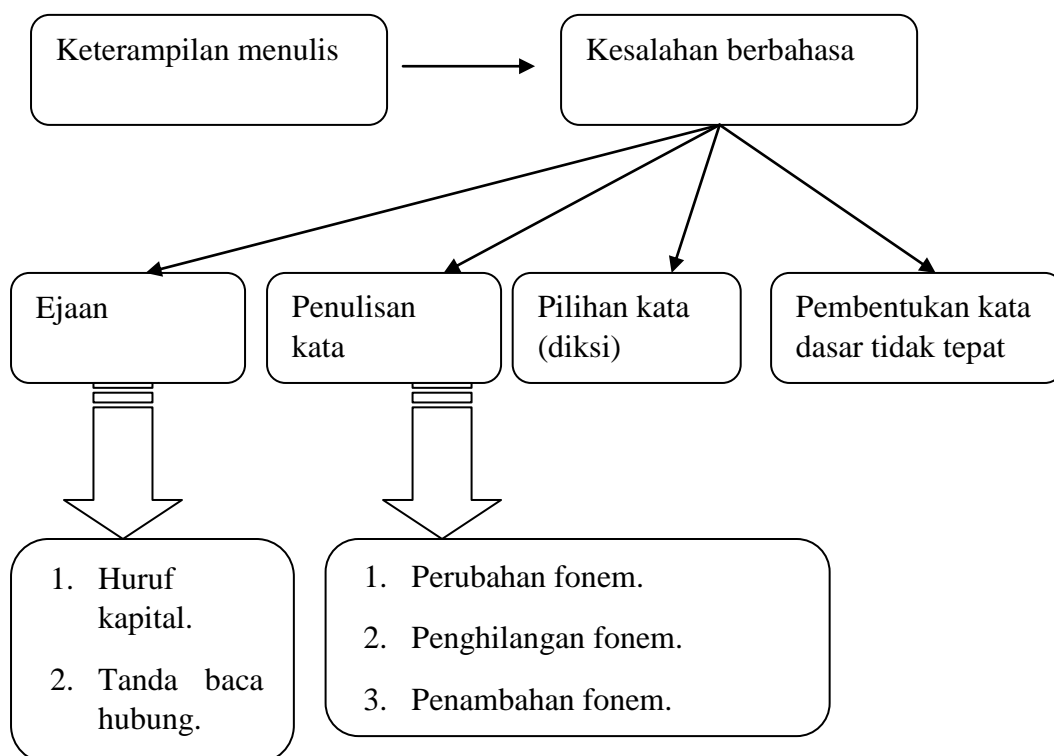 Keterampilan menulis
Kesalahan berbahasa
Ejaan
Penulisan
kata
Pilihan kata
(diksi)
Pembentukan kata
dasar tidak tepat
1. Huruf
kapital.
2. Tanda baca
hubung.
1. Perubahan fonem.
2. Penghilangan fonem.
3. Penambahan fonem.